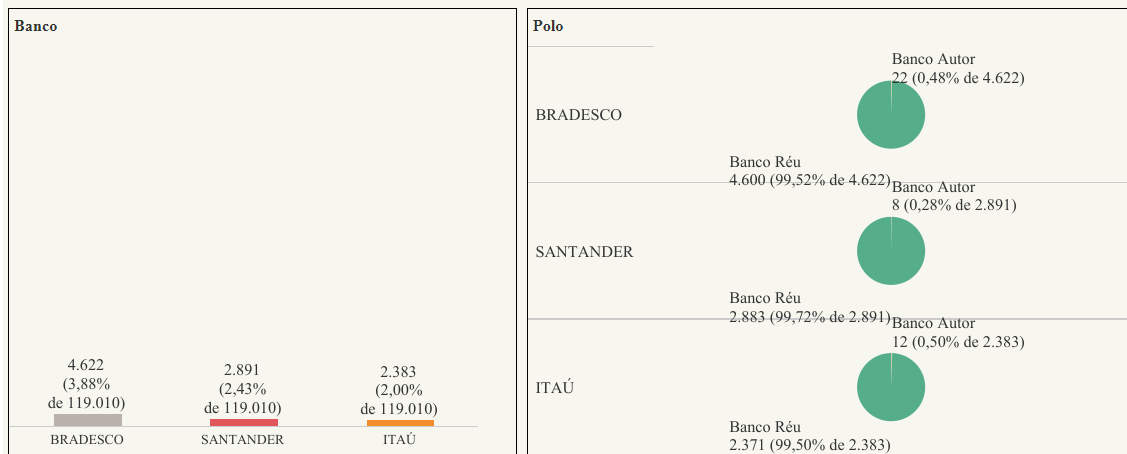 Banco
4.622
(3,88%
de 119.010)
2.891
(2,43%
de 119.010)
2.383
(2,00%
de 119.010)
BRADESCO
SANTANDER
ITAÚ
Polo
Banco Autor
22 (0,48% de 4.622)
BRADESCO
Banco Réu
4.600 (99,52% de 4.622)
Banco Autor
8 (0,28% de 2.891)
SANTANDER
Banco Réu
2.883 (99,72% de 2.891)
Banco Autor
12 (0,50% de 2.383)
ITAÚ
Banco Réu
2.371 (99,50% de 2.383)